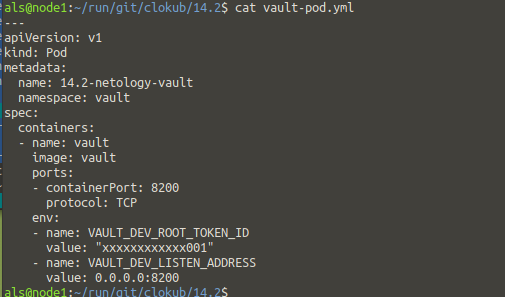 als@node1:~/run/git/clokub/14.2$ cat vault-pod.yml
---
apiVersion: v1
kind: Pod
metadata:
  name: 14.2-netology-vault
  namespace: vault
spec:
  containers:
  - name: vault
    image: vault
    ports:
    - containerPort: 8200
      protocol: TCP
    env:
    - name: VAULT_DEV_ROOT_TOKEN_ID
      value: "xxxxxxxxxxxx001"
    - name: VAULT_DEV_LISTEN_ADDRESS
      value: 0.0.0.0:8200
als@node1:~/run/git/clokub/14.2$